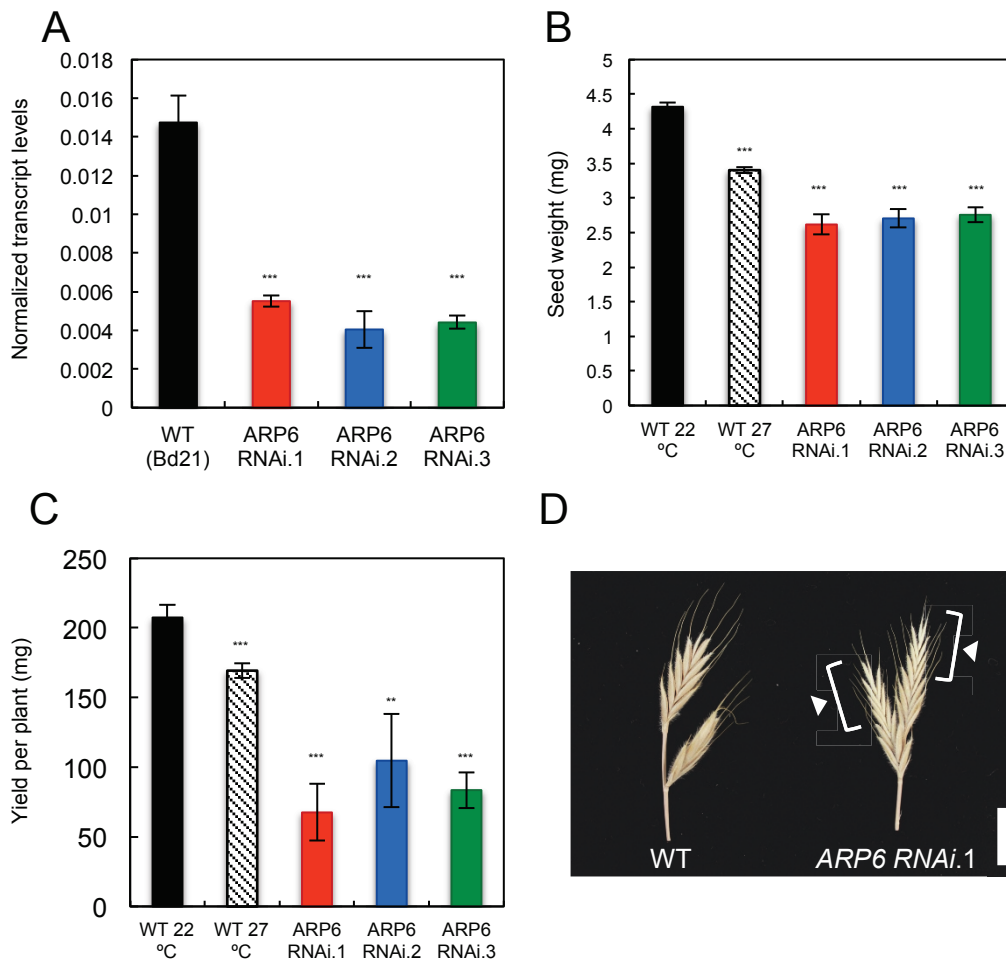 A
Normalized transcript levels
0.018
0.016
0.014
0.012
0.01
0.008
0.006
0.004
0.002
0
***
***
***
WT
(Bd21)
ARP6
RNAi.1
ARP6
RNAi.2
ARP6
RNAi.3
B
Seed weight (mg)
5
4.5
4
3.5
3
2.5
2
1.5
1
0.5
0
***
***
***
***
WT 22
ºC
WT 27
ºC
ARP6
RNAi.1
ARP6
RNAi.2
ARP6
RNAi.3
C
Yield per plant (mg)
250
200
150
100
50
0
***
***
**
***
WT 22
ºC
WT 27
ºC
ARP6
RNAi.1
ARP6
RNAi.2
ARP6
RNAi.3
D
WT
ARP6 RNAi.1